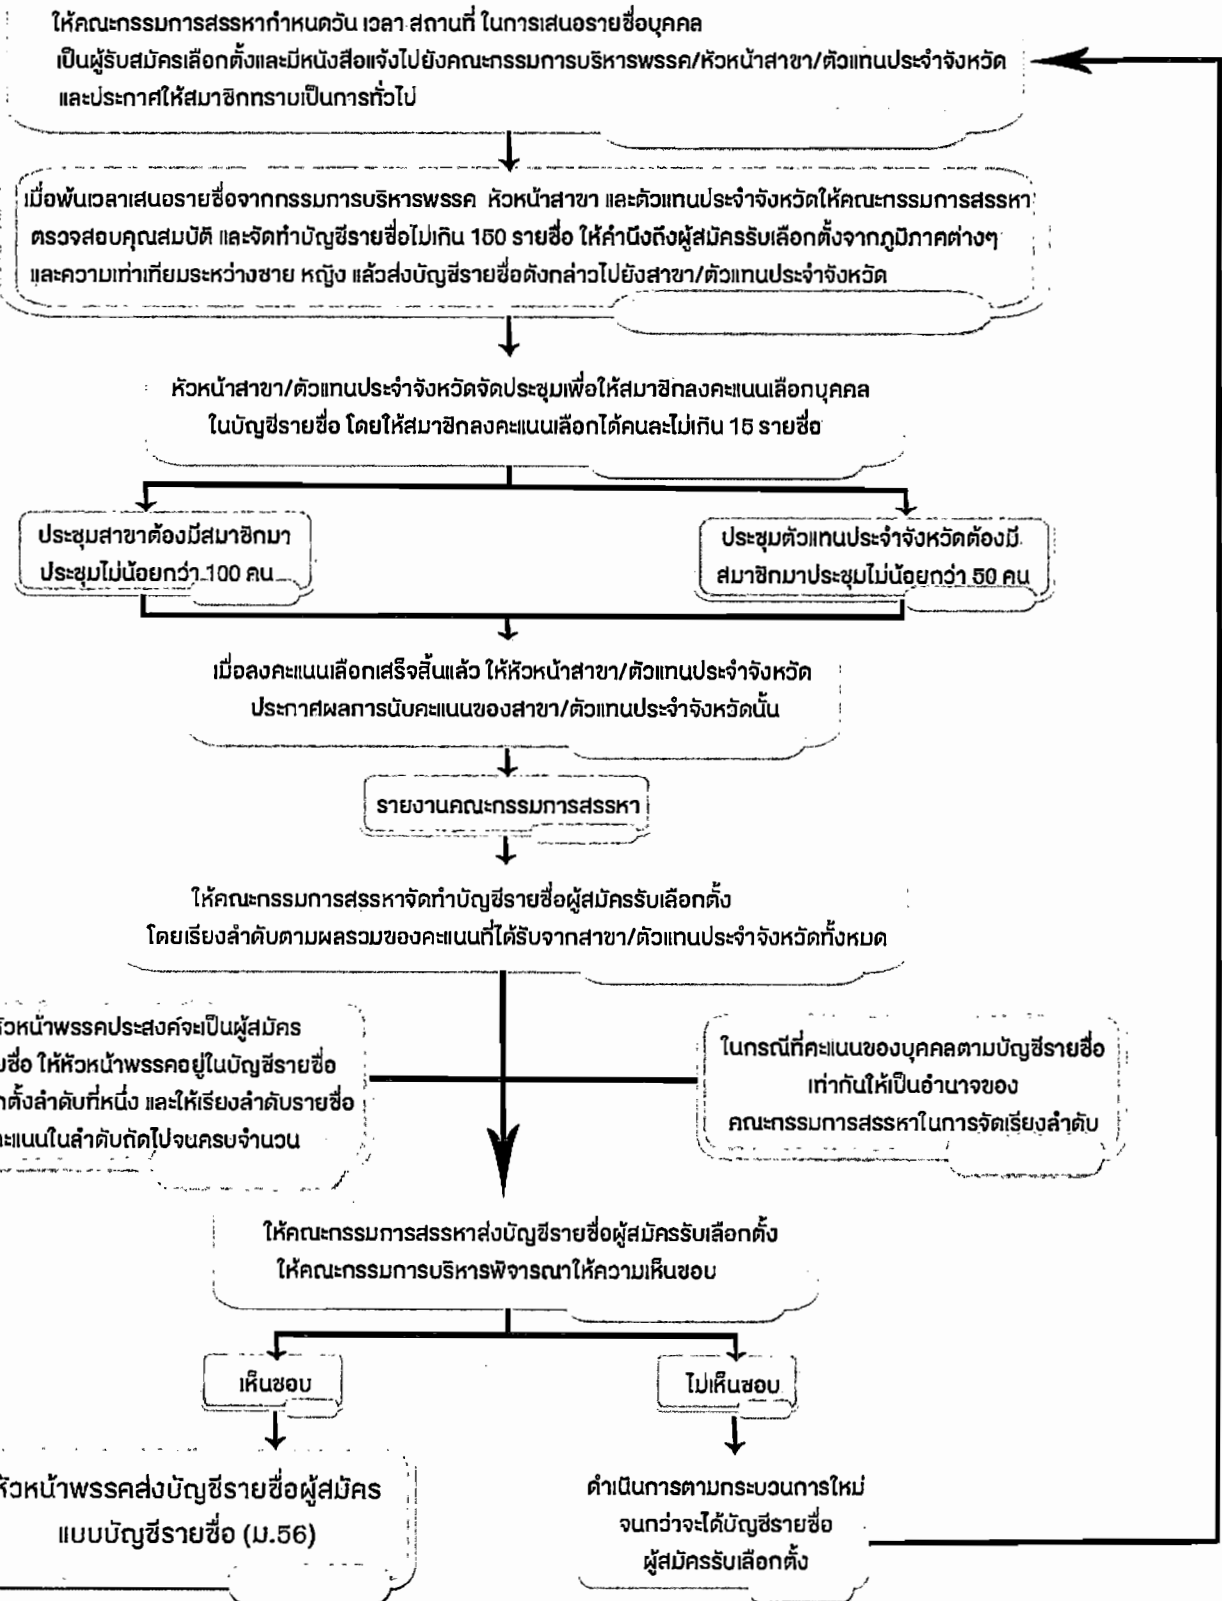 ให้คณะกรรมการสรรหากำหนดวัน เวลา สถานที่ ในการเสนอรายชื่อบุคคล
เป็นผู้รับสมัครเลือกตั้งและมีหนังสือแจ้งไปยังคณะกรรมการบริหารพรรค/หัวหน้าสาขา/ตัวแทนประจำจังหวัด
และประกาศให้สมาชิกทราบเป็นการทั่วไป
เมื่อพ้นเวลาเสนอรายชื่อจากกรรมการบริหารพรรค หัวหน้าสาขา และตัวแทนประจำจังหวัดให้คณะกรรมการสรรหา
ตรวจสอบคุณสมบัติ และจัดทำบัญชีรายชื่อไม่เกิน 150 รายชื่อ ให้คำนึงถึงผู้สมัครรับเลือกตั้งจากภูมิภาคต่างๆ
และความเท่าเทียมระหว่างชาย หญิง แล้วส่งบัญชีรายชื่อดังกล่าวไปยังสาขา/ตัวแทนประจำจังหวัด
หัวหน้าสาขา/ตัวแทนประจำจังหวัดจัดประชุมเพื่อให้สมาชิกลงคะแนนเลือกบุคคล
ในบัญชีรายชื่อ โดยให้สมาชิกลงคะแนนเลือกได้คนละไม่เกิน 15 รายชื่อ
ประชุมสาขาต้องมีสมาชิกมา
ประชุมไม่น้อยกว่า 100 คน
ประชุมตัวแทนประจำจังหวัดต้องมี
สมาชิกมาประชุมไม่น้อยกว่า 50 คน
เมื่อลงคะแนนเลือกเสร็จสิ้นแล้ว ให้หัวหน้าสาขา/ตัวแทนประจำจังหวัด
ประกาศผลการนับคะแนนของสาขา/ตัวแทนประจำจังหวัดนั้น
รายงานคณะกรรมการสรรหา
ให้คณะกรรมการสรรหาจัดทำบัญชีรายชื่อผู้สมัครรับเลือกตั้ง
โดยเรียงลำดับตามผลรวมของคะแนนที่ได้รับจากสาขา/ตัวแทนประจำจังหวัดทั้งหมด
หัวหน้าพรรคประสงค์จะเป็นผู้สมัคร
ชื่อ ให้หัวหน้าพรรคอยู่ในบัญชีรายชื่อ
ตั้งลำดับที่หนึ่ง และให้เรียงลำดับรายชื่อ
คะแนนในลำดับถัดไปจนครบจำนวน
ในกรณีที่คะแนนของบุคคลตามบัญชีรายชื่อ
เท่ากันให้เป็นอำนาจของ
คณะกรรมการสรรหาในการจัดเรียงลำดับ
ให้คณะกรรมการสรรหาส่งบัญชีรายชื่อผู้สมัครรับเลือกตั้ง
ให้คณะกรรมการบริหารพิจารณาให้ความเห็นชอบ
เห็นชอบ
ไม่เห็นชอบ
หัวหน้าพรรคส่งบัญชีรายชื่อผู้สมัคร
แบบบัญชีรายชื่อ (ม.56)
ดำเนินการตามกระบวนการใหม่
จนกว่าจะได้บัญชีรายชื่อ
ผู้สมัครรับเลือกตั้ง